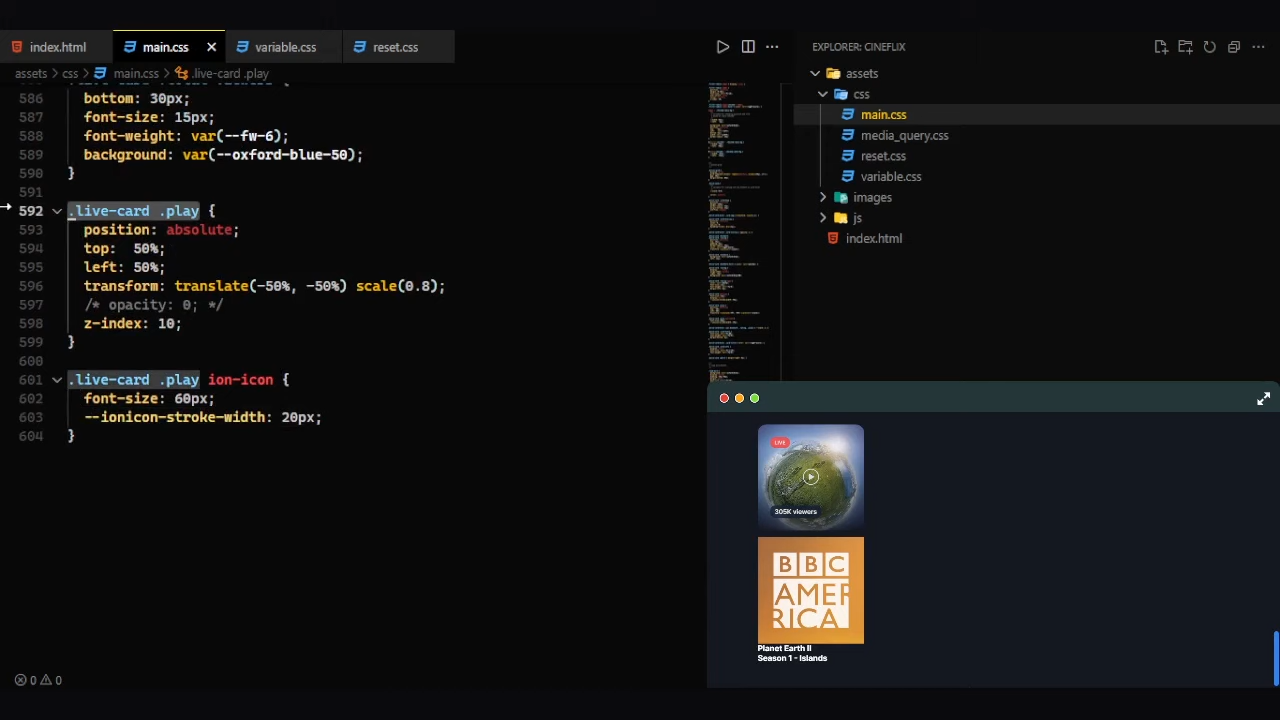 index.html
main.css
variable.css
reset.css
EXPLORER: CINEFLIX
assets > css > main.css > .live-card .play
586 bottom: 30px;
587 font-size: 15px;
588 font-weight: var(--fw-6);
589 background: var(--oxford-blue-50);
590 }
591
592 .live-card .play {
593 position: absolute;
594 top:  50%;
595 left: 50%;
596 transform: translate(-50%, -50%) scale(0.8);
597 /* opacity: 0; */
598 z-index: 10;
599 }
600
601 .live-card .play ion-icon {
602 font-size: 60px;
603 --ionicon-stroke-width: 20px;
604 }
assets
css
main.css
media_query.css
reset.css
variable.css
images
js
index.html
LIVE
305K viewers
BBC
AMER
RICA
Planet Earth II
Season 1 - Islands
0 0